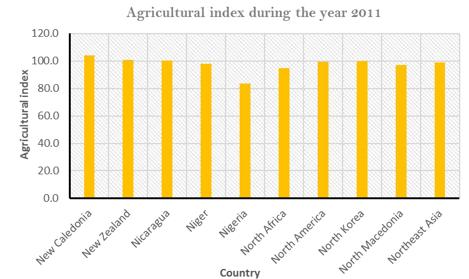 Agricultural index during the year 2011
120.0
100.0
80.0
60.0
40.0
20.0
0.0
Agricultural index
New Caledonia
New Zealand
Nicaragua
Niger
Nigeria
North Africa
North America
North Korea
North Macedonia
Northeast Asia
Country